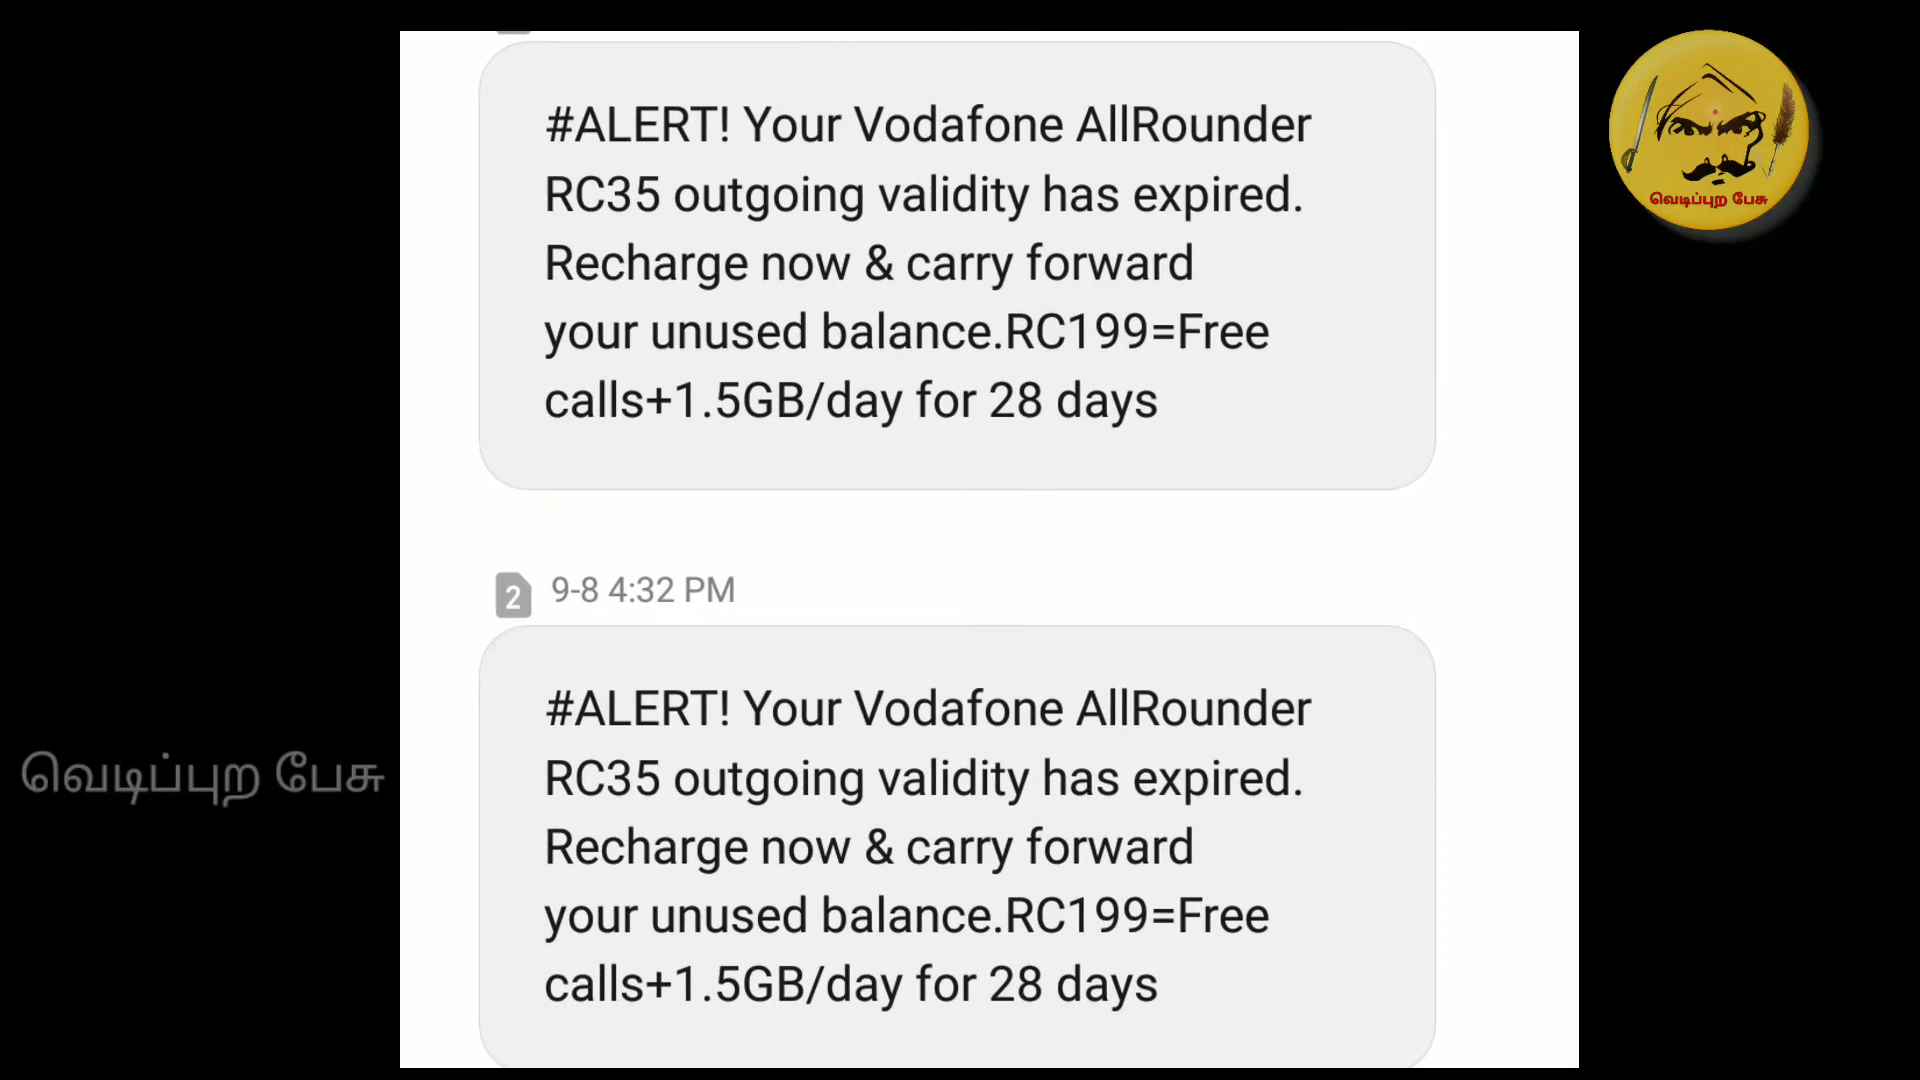 #ALERT! Your Vodafone AllRounder
RC35 outgoing validity has expired.
Recharge now & carry forward
your unused balance.RC199=Free
calls+1.5GB/day for 28 days
வெடிப்புற பேசு
2 9-8 4:32 PM
#ALERT! Your Vodafone AllRounder
RC35 outgoing validity has expired.
Recharge now & carry forward
your unused balance.RC199=Free
calls+1.5GB/day for 28 days
வெடிப்புற பேசு